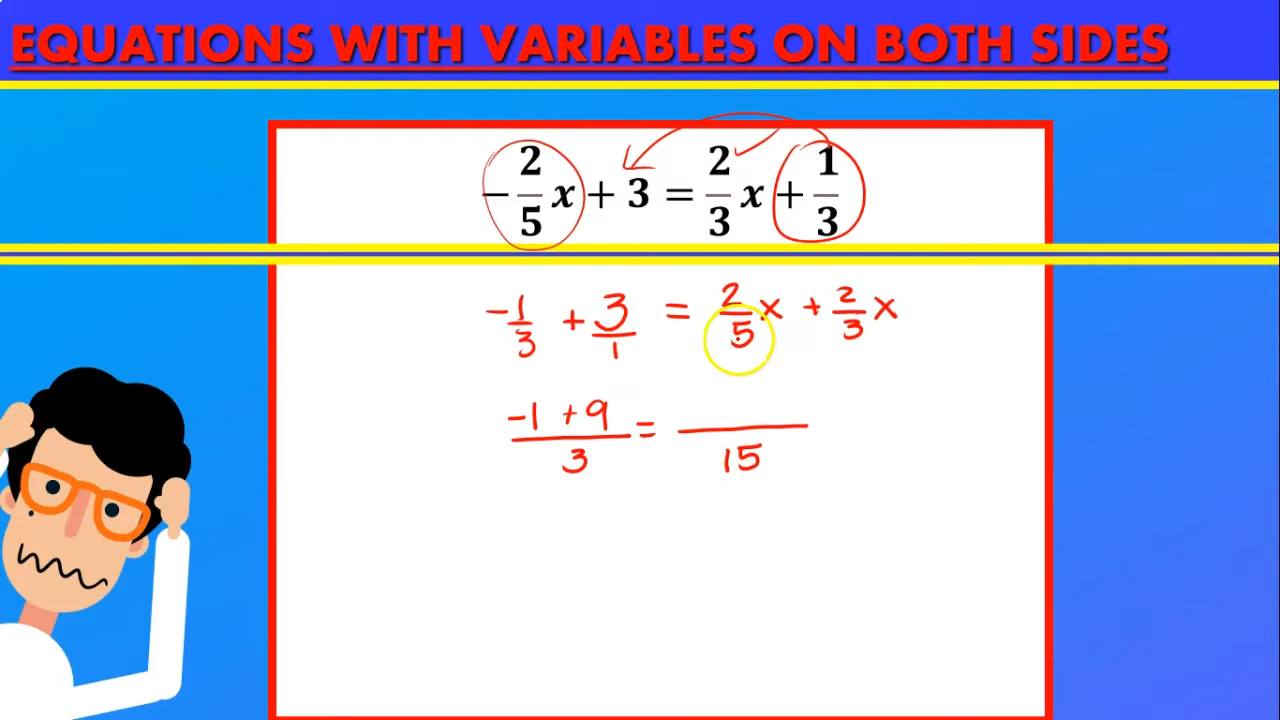 EQUATIONS WITH VARIABLES ON BOTH SIDES
-2/5 x + 3 = 2/3 x + 1/3
-1/3 + 3/1 = 2/5 x + 2/3 x
-1 + 9 / 3 = / 15